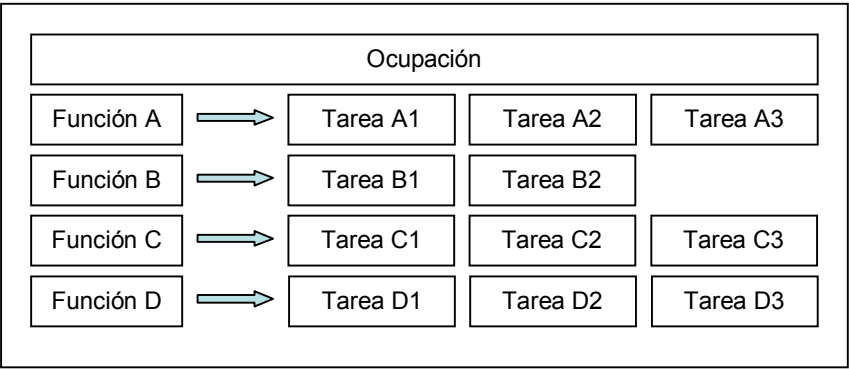 Ocupación
Función A Tarea A1 Tarea A2 Tarea A3
Función B Tarea B1 Tarea B2
Función C Tarea C1 Tarea C2 Tarea C3
Función D Tarea D1 Tarea D2 Tarea D3